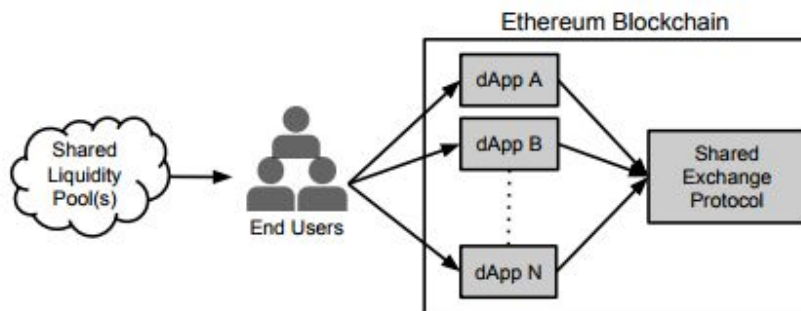 Ethereum Blockchain
Shared
Liquidity
Pool(s)
End Users
dApp A
dApp B
dApp N
Shared
Exchange
Protocol